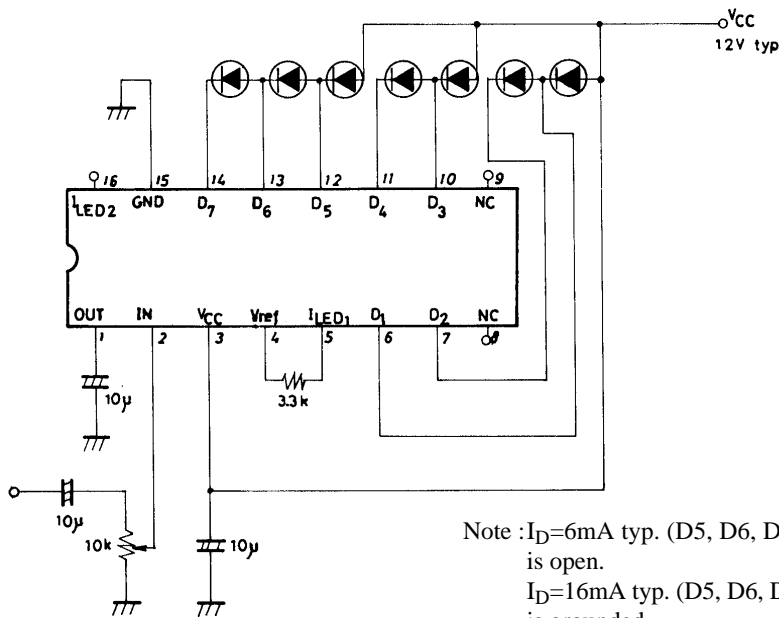 VCC
12V typ
16 15 14 13 12 11 10 9
ILED2 GND D7 D6 D5 D4 D3 NC
OUT IN VCC Vref ILED1 D1 D2 NC
1 2 3 4 5 6 7 8
10µ
3.3k
10µ
10k
10µ
Note : ID=6mA typ. (D5, D6, D
is open.
ID=16mA typ. (D5, D6, D
is grounded